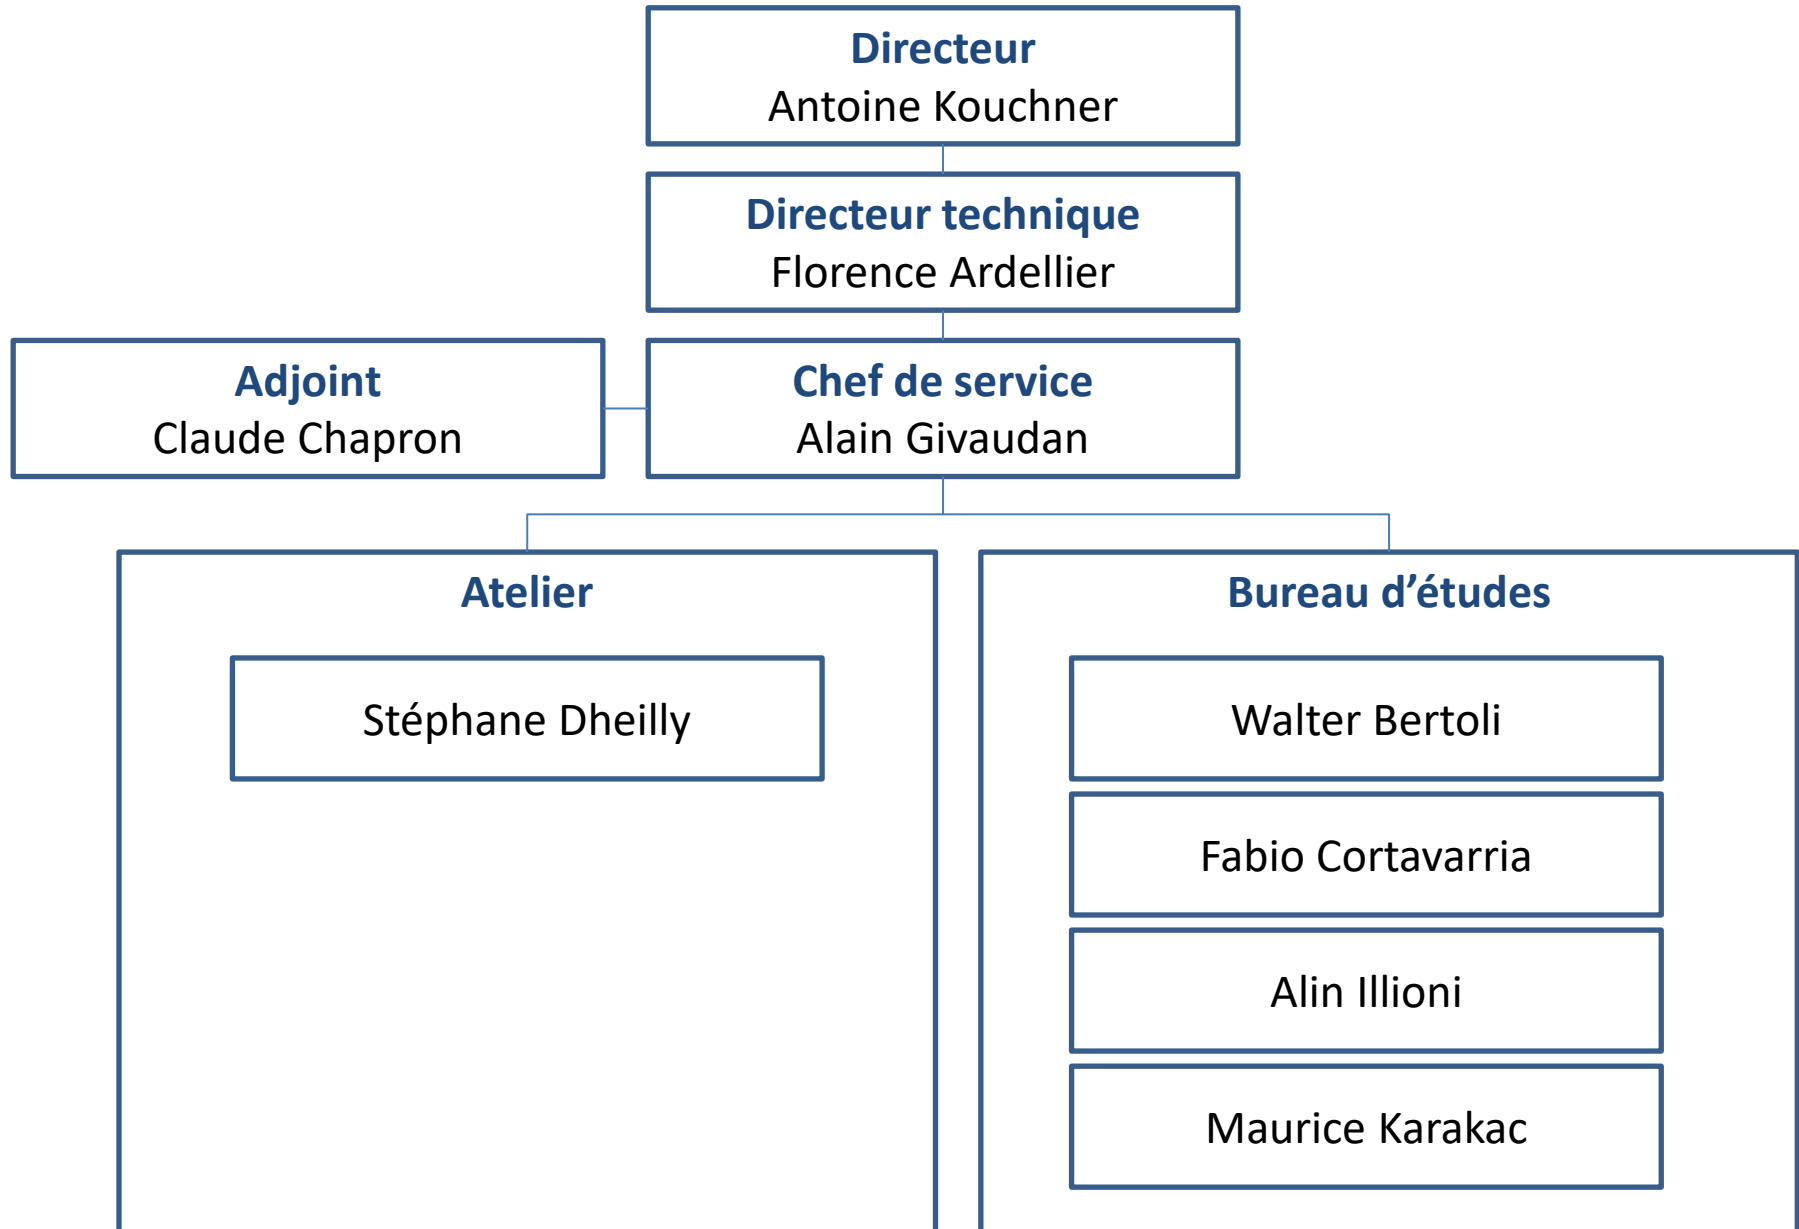 Directeur
Antoine Kouchner
Directeur technique
Florence Ardellier
Adjoint
Claude Chapron
Chef de service
Alain Givaudan
Atelier
Stéphane Dheilly
Bureau d’études
Walter Bertoli
Fabio Cortavarria
Alin Illioni
Maurice Karakac